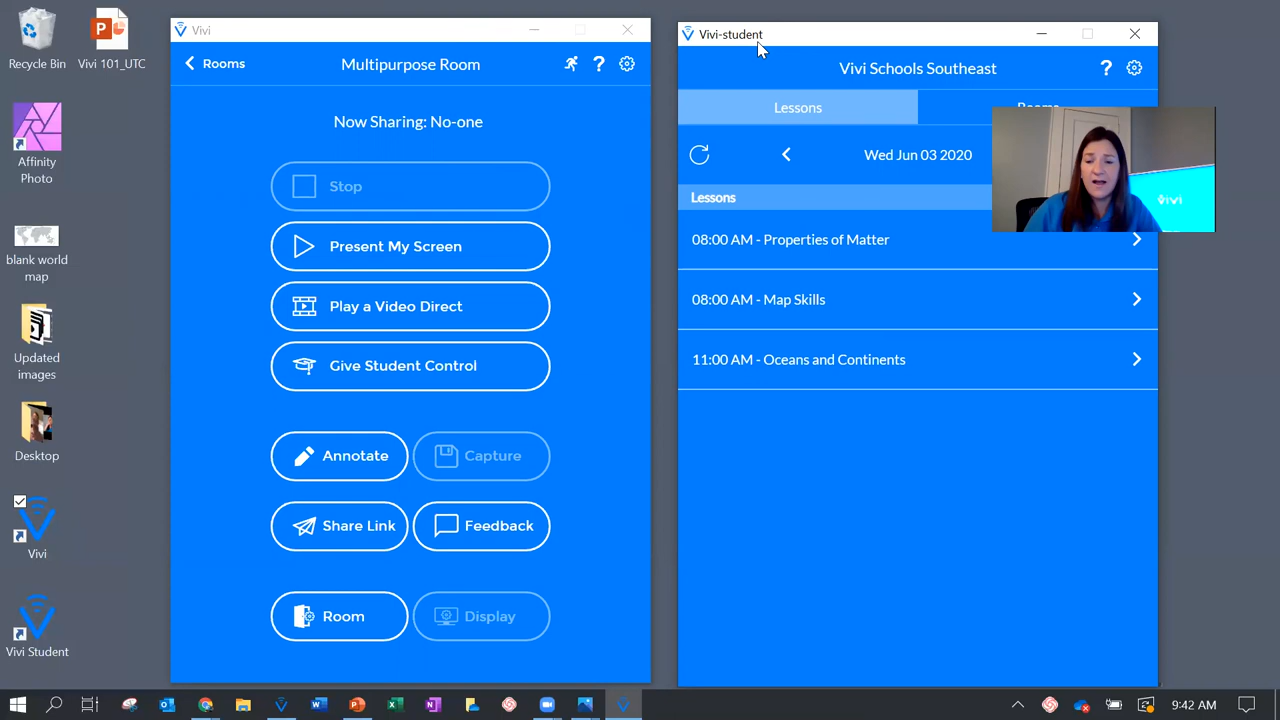 Recycle Bin
Vivi 101_UTC
Affinity
Photo
blank world
map
Updated
images
Desktop
Vivi
Vivi Student
Vivi
Rooms
Multipurpose Room
?
Now Sharing: No-one
Stop
Present My Screen
Play a Video Direct
Give Student Control
Annotate
Capture
Share Link
Feedback
Room
Display
Vivi-student
Vivi Schools Southeast
?
Lessons
Rooms
Wed Jun 03 2020
Lessons
08:00 AM - Properties of Matter
08:00 AM - Map Skills
11:00 AM - Oceans and Continents
vivi
9:42 AM